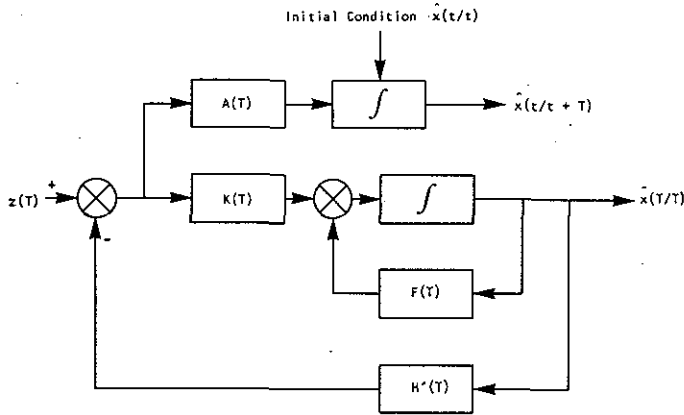 Initial Condition x̂(t/t)
A(T)
∫
x̂(t/t + T)
z(T)
+
K(T)
∫
x̂(T/T)
-
F(T)
H'(T)